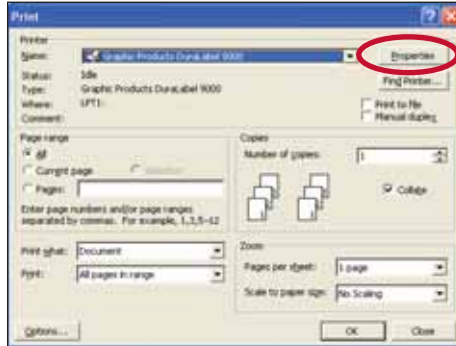 Print
Printer
Name: Graphic Products DuraLabel 9000 Properties
Status: Idle Find Printer...
Type: Graphic Products DuraLabel 9000
Where: LPT1: Print to file
Comment: Manual duplex
Page range
All
Current page Selection
Pages:
Enter page numbers and/or page ranges
separated by commas. For example, 1,3,5-12
Copies
Number of copies: 1
Collate
Print what: Document
Print: All pages in range
Zoom
Pages per sheet: 1 page
Scale to paper size: No Scaling
Options... OK Close